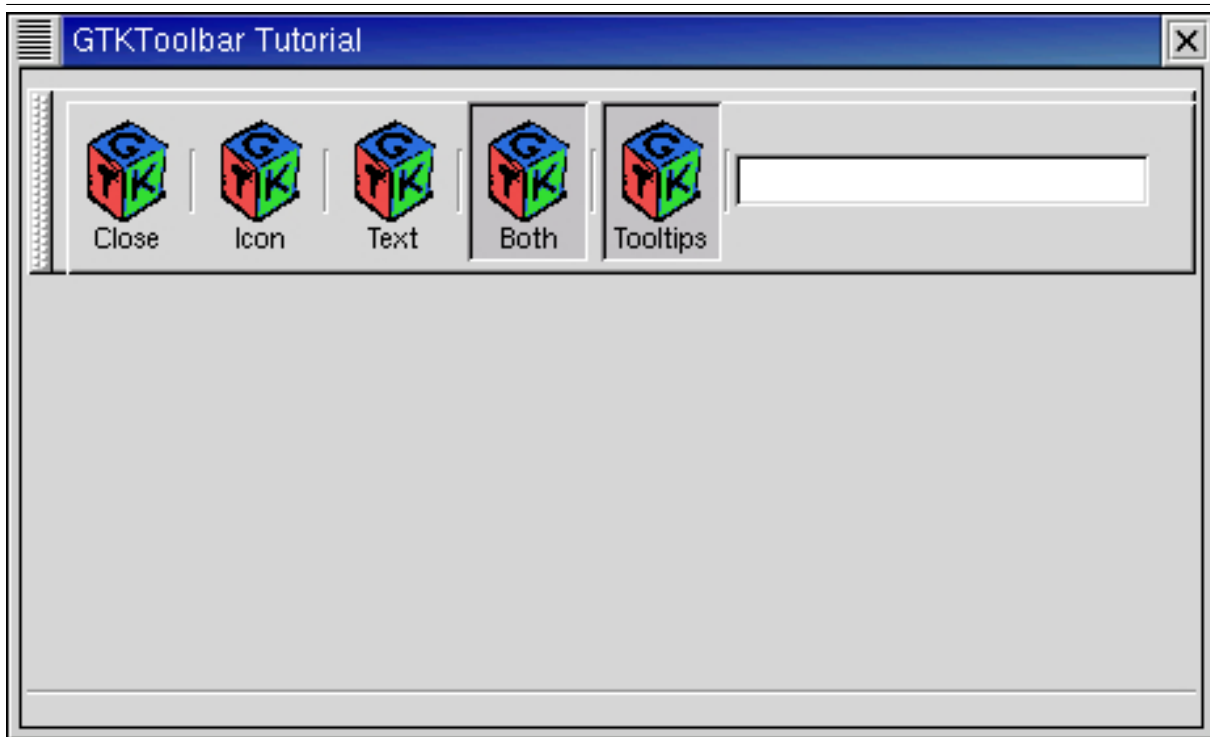 GTKToolbar Tutorial
G T K G T K G T K G T K G T K
Close Icon Text Both Tooltips